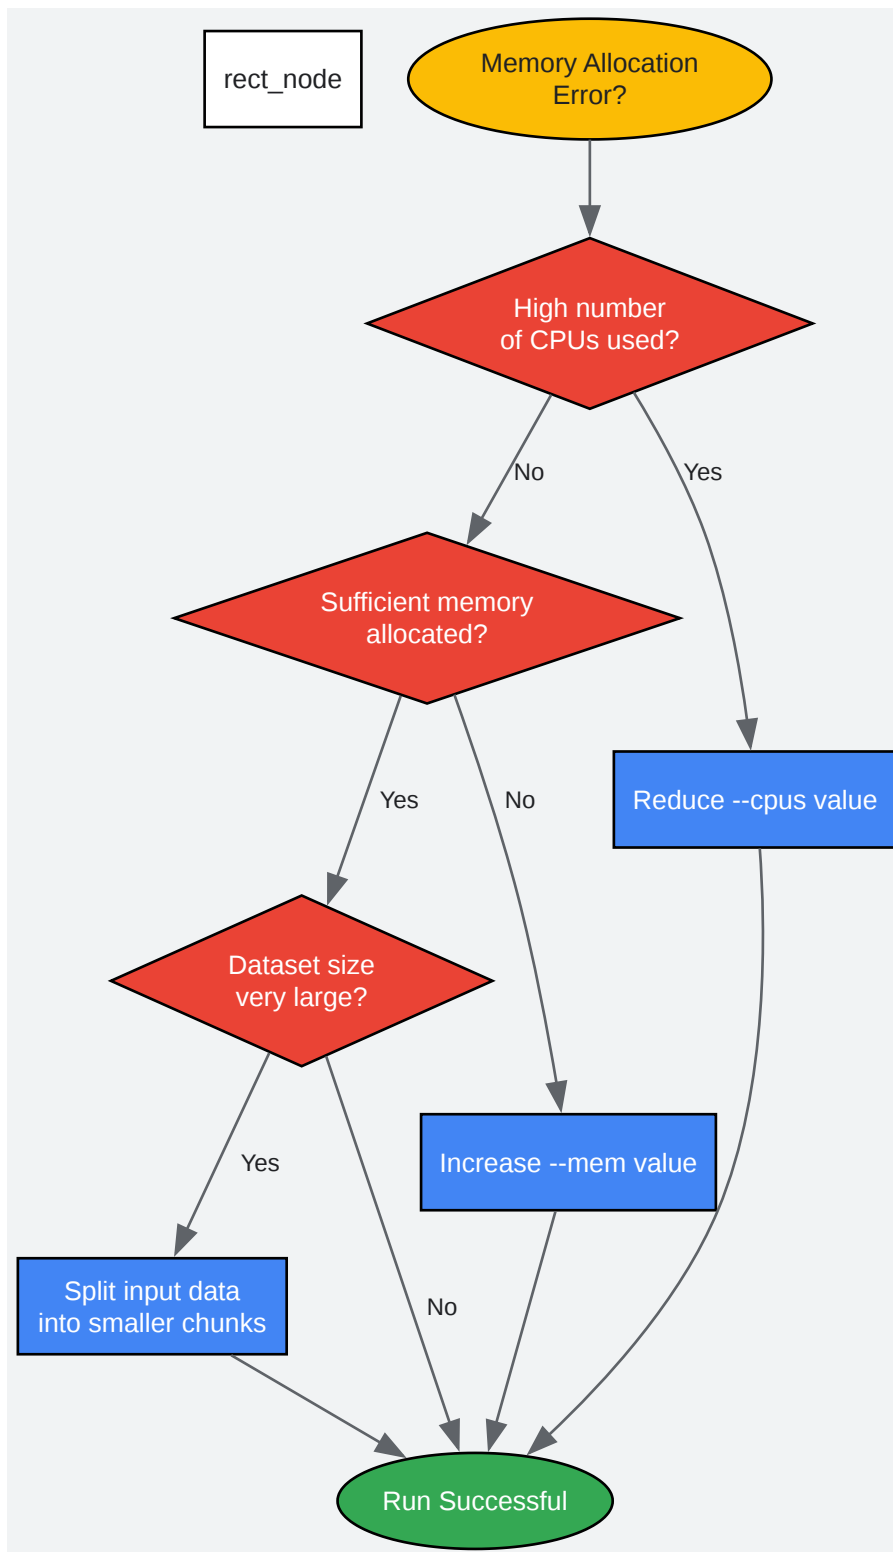 rect_node
Memory Allocation
Error?
High number
of CPUs used?
No
Yes
Sufficient memory
allocated?
Yes
No
Reduce --cpus value
Dataset size
very large?
Yes
Increase --mem value
Split input data
into smaller chunks
No
Run Successful